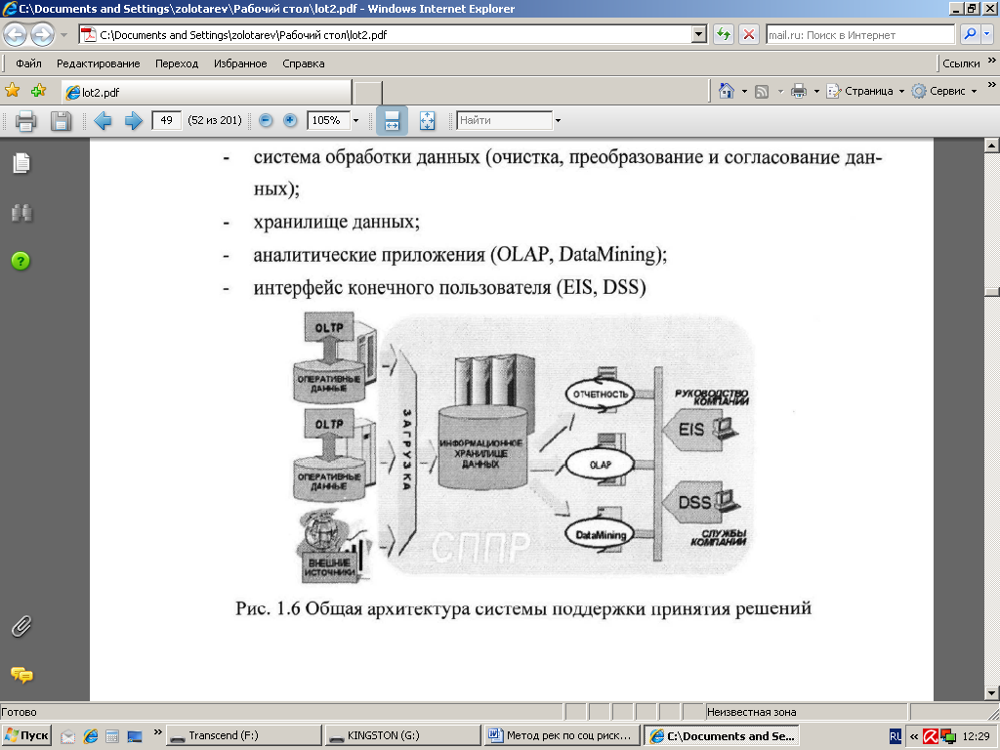 C:\Documents and Settings\zolotarev\Рабочий стол\lot2.pdf - Windows Internet Explorer
C:\Documents and Settings\zolotarev\Рабочий стол\lot2.pdf
mail.ru: Поиск в Интернет
Файл Редактирование Переход Избранное Справка
Ссылки »
lot2.pdf
Страница Сервис »
49 (52 из 201) 105% Найти
- система обработки данных (очистка, преобразование и согласование дан-
ных);
- хранилище данных;
- аналитические приложения (OLAP, DataMining);
- интерфейс конечного пользователя (EIS, DSS)
OLTP
ОПЕРАТИВНЫЕ
ДАННЫЕ
OLTP
ОПЕРАТИВНЫЕ
ДАННЫЕ
ВНЕШНИЕ
ИСТОЧНИКИ
ЗАГРУЗКА
ИНФОРМАЦИОННОЕ
ХРАНИЛИЩЕ
ДАННЫХ
СППР
ОТЧЕТНОСТЬ
OLAP
DataMining
РУКОВОДСТВО
КОМПАНИИ
EIS
DSS
СЛУЖБЫ
КОМПАНИИ
Рис. 1.6 Общая архитектура системы поддержки принятия решений
Готово
Неизвестная зона
Пуск » Transcend (F:) KINGSTON (G:) Метод рек по соц риск... C:\Documents and Se... RL « 12:29